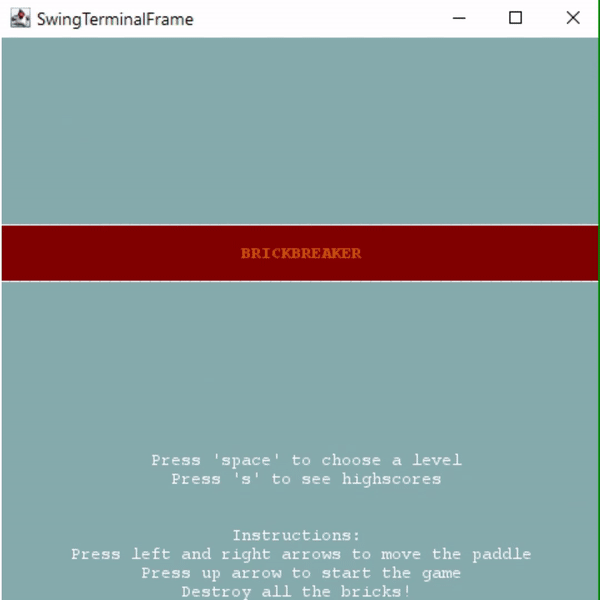 SwingTerminalFrame
BRICKBREAKER
Press 'space' to choose a level
Press 's' to see highscores
Instructions:
Press left and right arrows to move the paddle
Press up arrow to start the game
Destroy all the bricks!